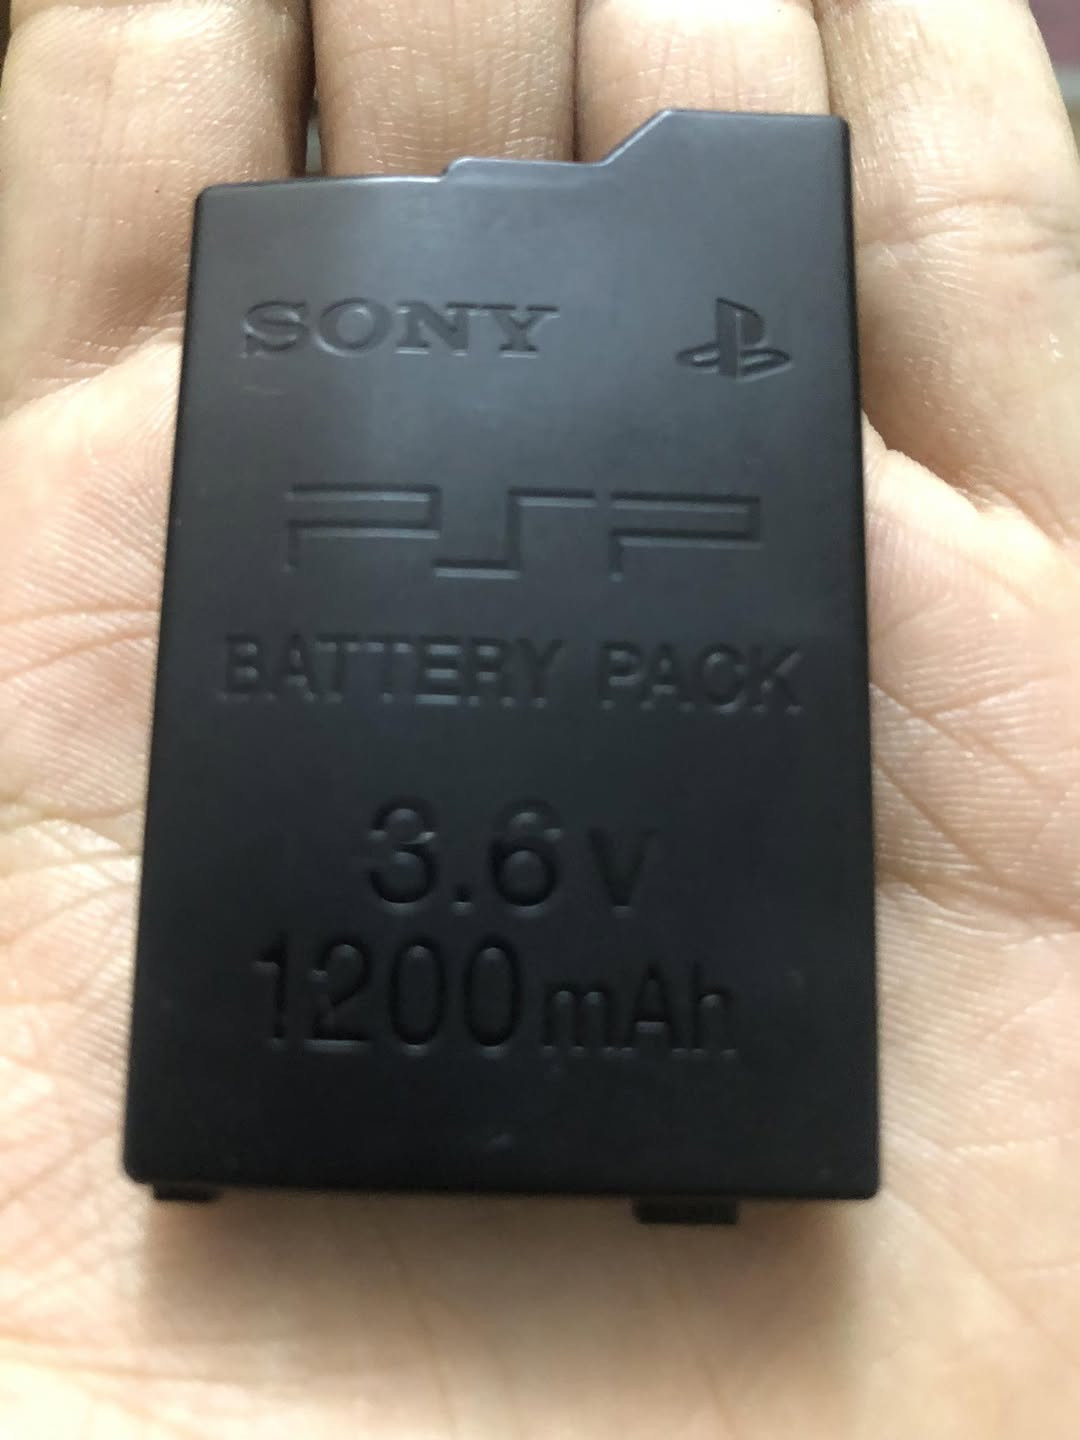 SONY
PSP
BATTERY PACK
3.6V
1200mAh